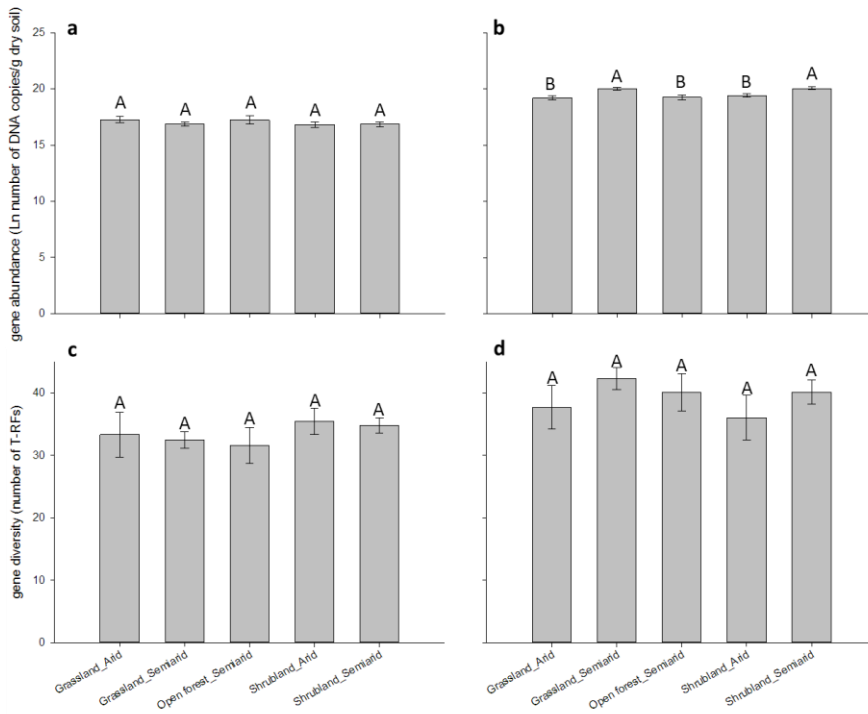 a
b
gene abundance (Ln number of DNA copies/g dry soil)
25
20
15
10
5
0
A
A
A
A
A
B
A
B
B
A
c
d
gene diversity (number of T-RFs)
40
30
20
10
0
A
A
A
A
A
A
A
A
A
A
Grassland_Arid
Grassland_Semiarid
Open forest_Semiarid
Shrubland_Arid
Shrubland_Semiarid
Grassland_Arid
Grassland_Semiarid
Open forest_Semiarid
Shrubland_Arid
Shrubland_Semiarid